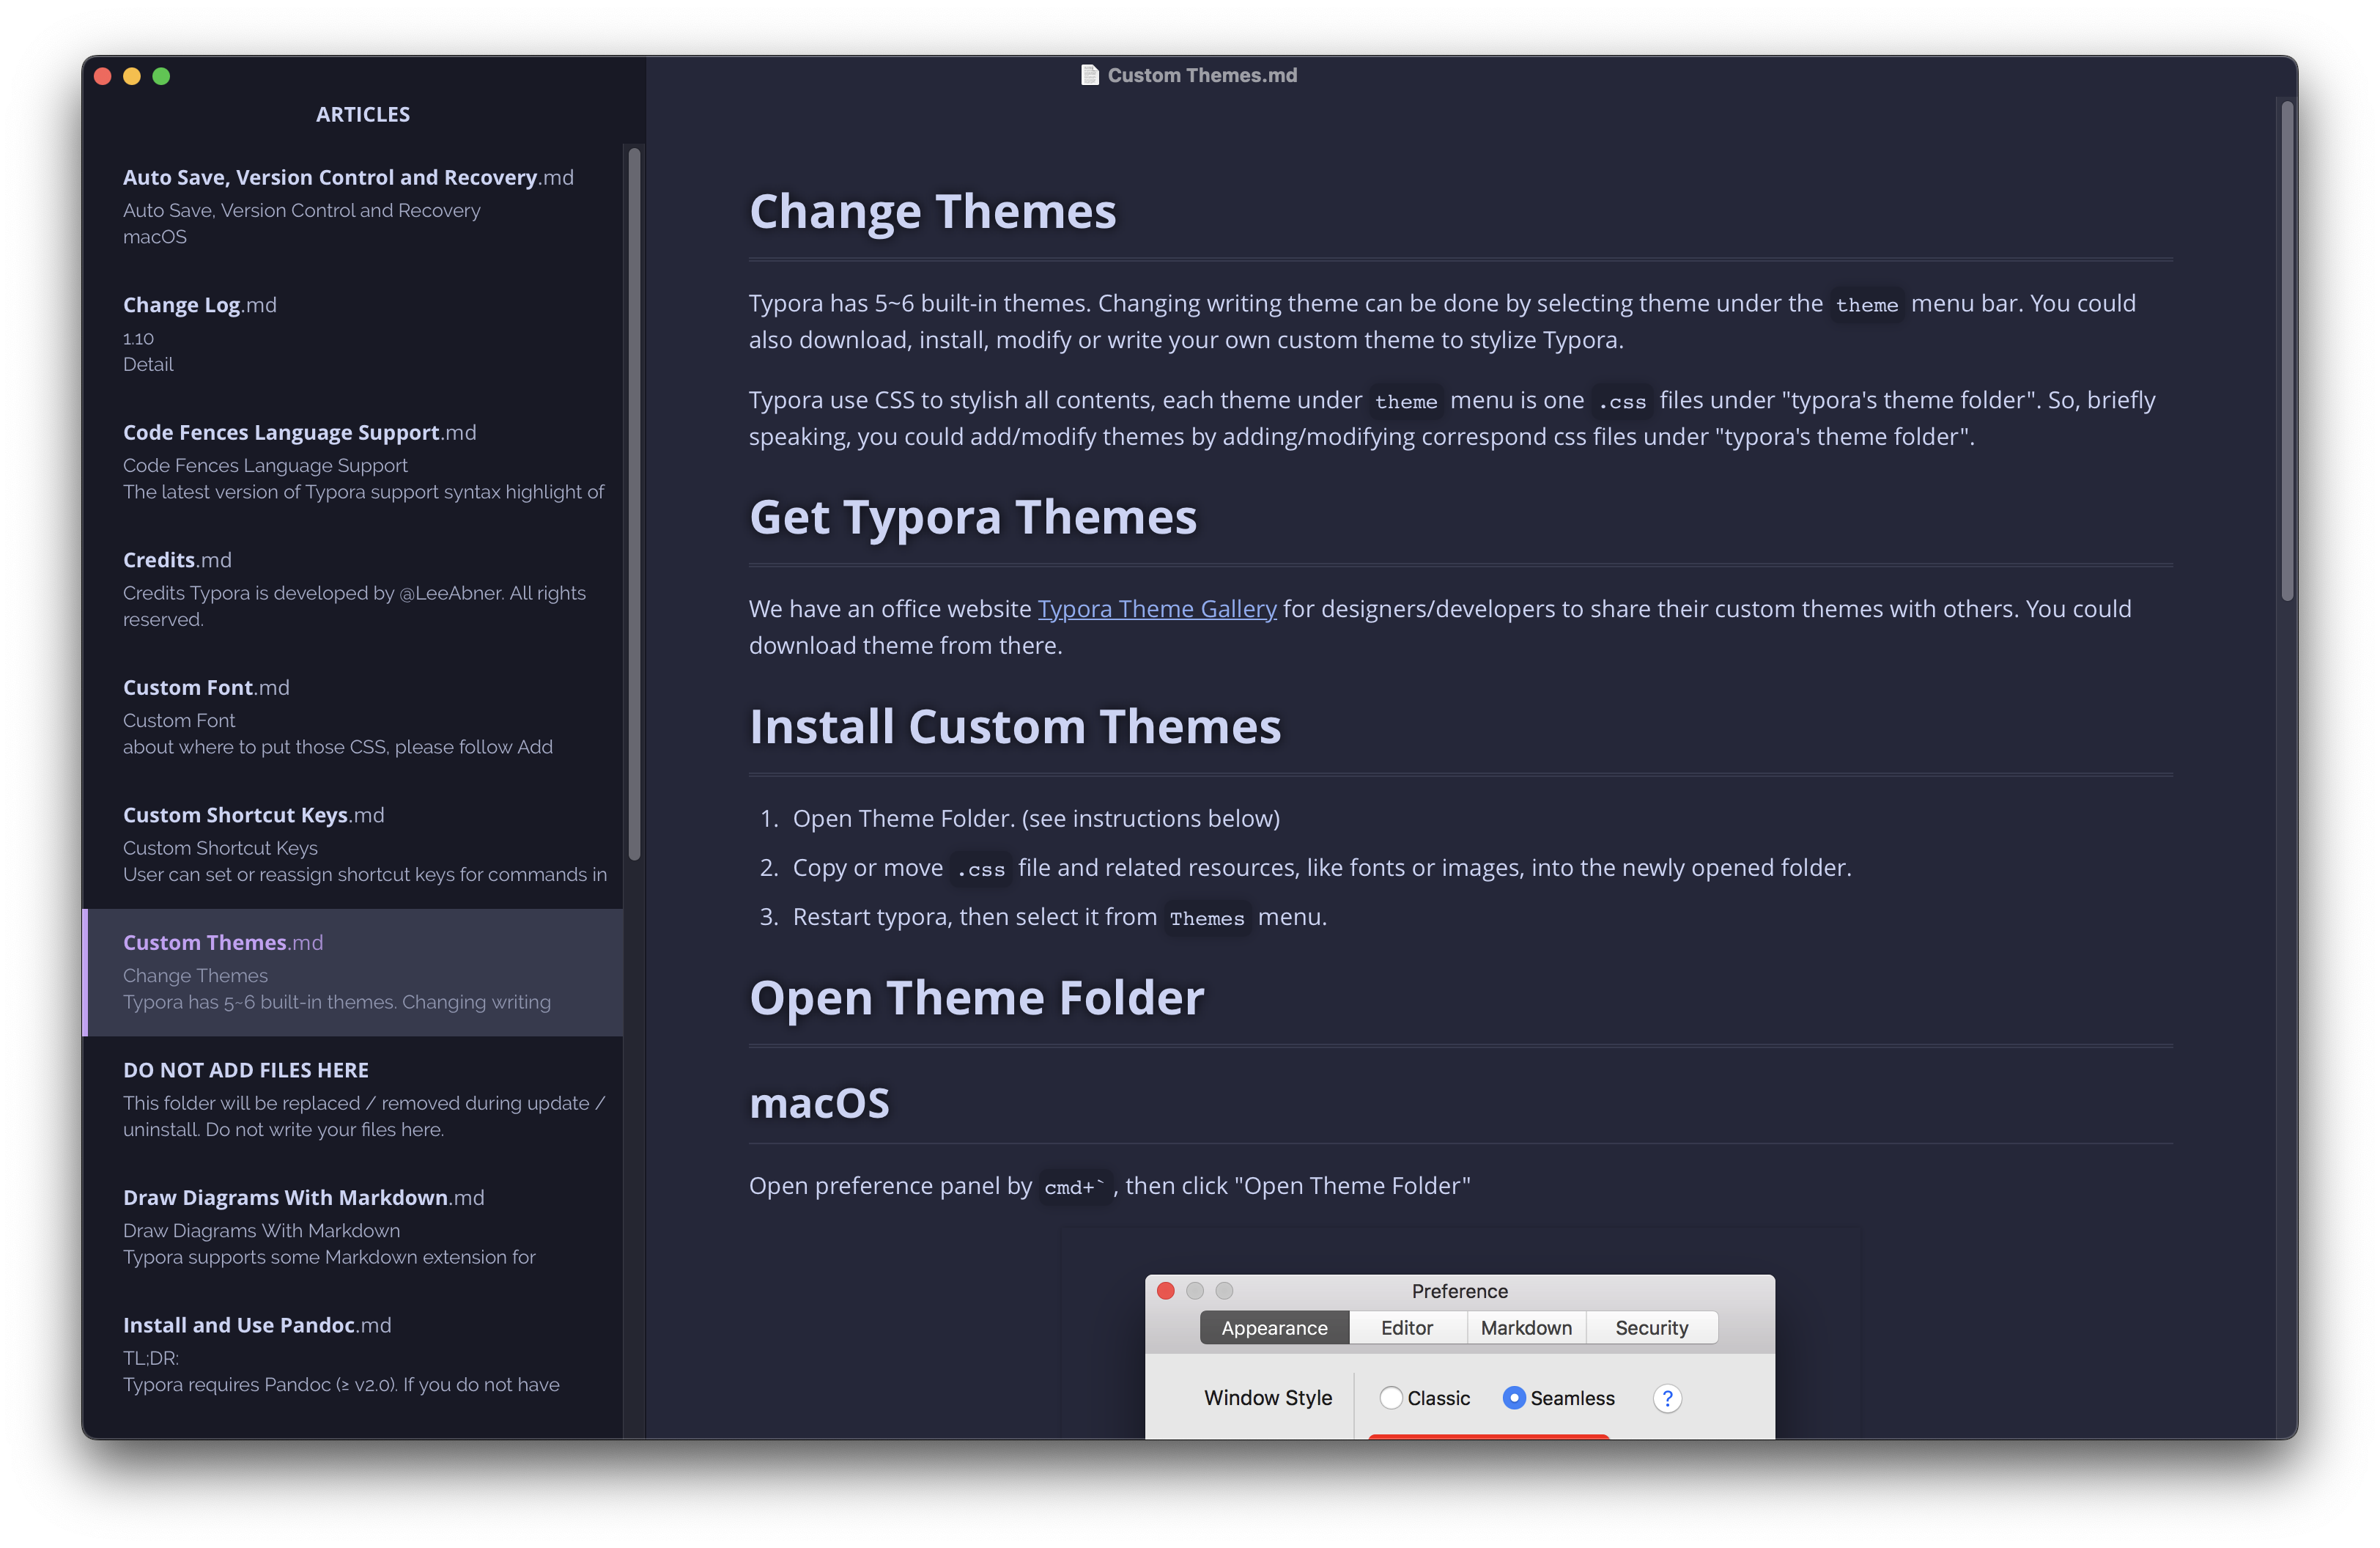 Custom Themes.md
ARTICLES
Auto Save, Version Control and Recovery.md
Auto Save, Version Control and Recovery
macOS
Change Log.md
1.10
Detail
Code Fences Language Support.md
Code Fences Language Support
The latest version of Typora support syntax highlight of
Credits.md
Credits Typora is developed by @LeeAbner. All rights
reserved.
Custom Font.md
Custom Font
about where to put those CSS, please follow Add
Custom Shortcut Keys.md
Custom Shortcut Keys
User can set or reassign shortcut keys for commands in
Custom Themes.md
Change Themes
Typora has 5~6 built-in themes. Changing writing
DO NOT ADD FILES HERE
This folder will be replaced / removed during update /
uninstall. Do not write your files here.
Draw Diagrams With Markdown.md
Draw Diagrams With Markdown
Typora supports some Markdown extension for
Install and Use Pandoc.md
TL;DR:
Typora requires Pandoc (≥ v2.0). If you do not have
Change Themes
Typora has 5~6 built-in themes. Changing writing theme can be done by selecting theme under the theme menu bar. You could
also download, install, modify or write your own custom theme to stylize Typora.
Typora use CSS to stylish all contents, each theme under theme menu is one .css files under "typora's theme folder". So, briefly
speaking, you could add/modify themes by adding/modifying correspond css files under "typora's theme folder".
Get Typora Themes
We have an office website Typora Theme Gallery for designers/developers to share their custom themes with others. You could
download theme from there.
Install Custom Themes
1. Open Theme Folder. (see instructions below)
2. Copy or move .css file and related resources, like fonts or images, into the newly opened folder.
3. Restart typora, then select it from Themes menu.
Open Theme Folder
macOS
Open preference panel by cmd+`, then click "Open Theme Folder"
Preference
Appearance Editor Markdown Security
Window Style Classic Seamless ?